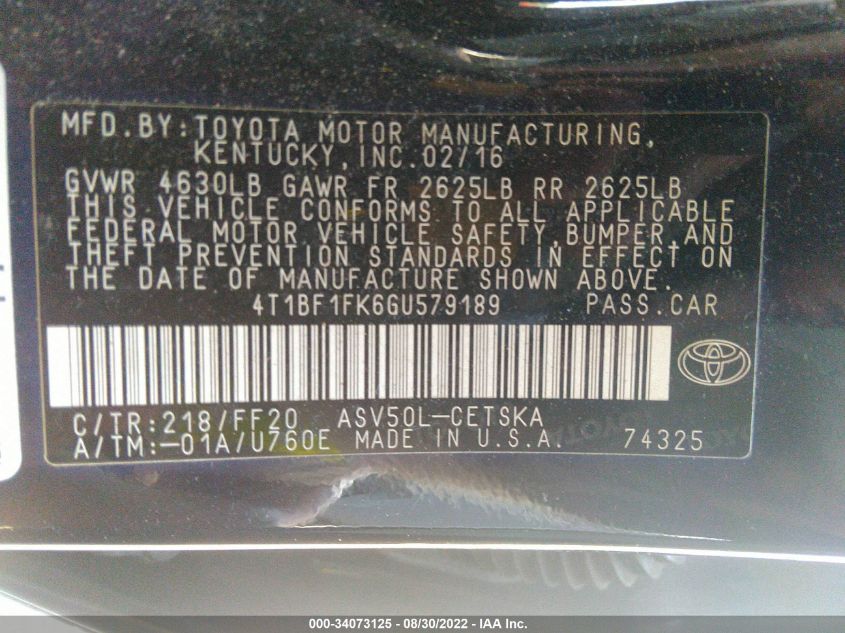 MFD.BY:TOYOTA MOTOR MANUFACTURING,
KENTUCKY,INC.02/16
GVWR 4630LB GAWR FR 2625LB RR 2625LB
THIS VEHICLE CONFORMS TO ALL APPLICABLE
FEDERAL MOTOR VEHICLE SAFETY,BUMPER,AND
THEFT PREVENTION STANDARDS IN EFFECT ON
THE DATE OF MANUFACTURE SHOWN ABOVE.
4T1BF1FK6GU579189 PASS.CAR
C/TR:218/FF20 ASV50L-CETSKA
A/TM:-01A/U760E MADE IN U.S.A. 74325
000-34073125 - 08/30/2022 - IAA Inc.